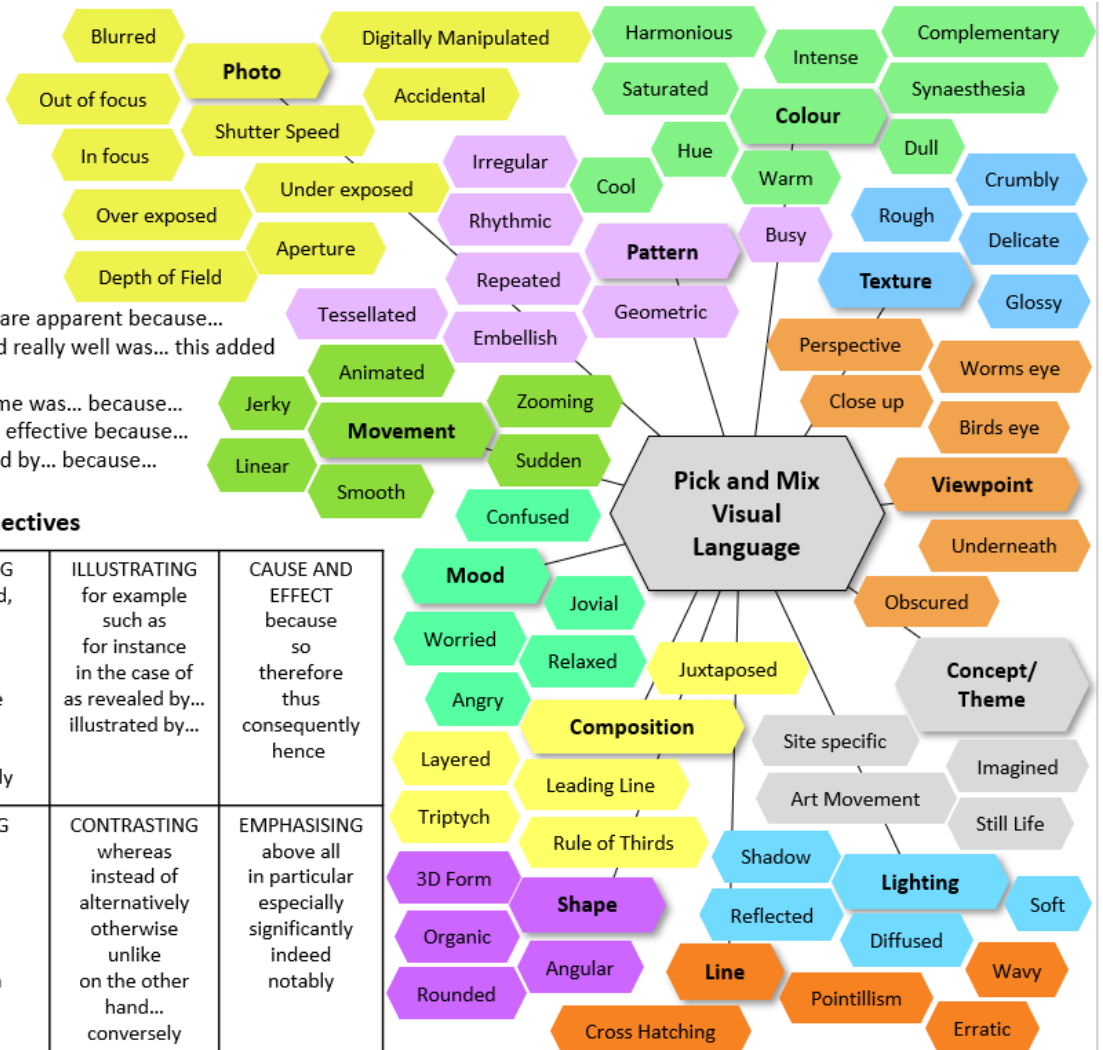 Blurred
Photo
Digitally Manipulated
Out of focus
Accidental
Shutter Speed
In focus
Under exposed
Over exposed
Aperture
Depth of Field
Harmonious
Intense
Complementary
Saturated
Synaesthesia
Colour
Hue
Dull
Cool
Warm
Irregular
Rhythmic
Busy
Pattern
Repeated
Geometric
Tessellated
Embellish
Crumbly
Rough
Delicate
Texture
Glossy
are apparent because...
d really well was... this added
me was... because...
effective because...
d by... because...
Animated
Jerky
Zooming
Movement
Linear
Sudden
Smooth
Perspective
Worms eye
Close up
Birds eye
Viewpoint
Underneath
Obscured
Pick and Mix
Visual
Language
Confused
Mood
Jovial
Worried
Relaxed
Angry
Juxtaposed
Composition
Layered
Leading Line
Triptych
Rule of Thirds
Concept/
Theme
Site specific
Imagined
Art Movement
Still Life
3D Form
Shape
Organic
Angular
Rounded
Shadow
Lighting
Soft
Reflected
Diffused
Line
Wavy
Pointillism
Erratic
Cross Hatching
ectives
G
d,
e
ly
ILLUSTRATING
for example
such as
for instance
in the case of
as revealed by...
illustrated by...
CAUSE AND
EFFECT
because
so
therefore
thus
consequently
hence
G
CONTRASTING
whereas
instead of
alternatively
otherwise
unlike
on the other
hand...
conversely
EMPHASISING
above all
in particular
especially
significantly
indeed
notably